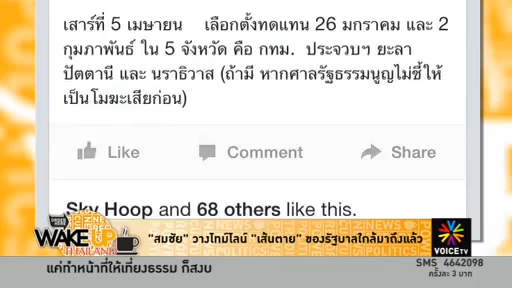 เสาร์ที่ 5 เมษายน เลือกตั้งทดแทน 26 มกราคม และ 2
กุมภาพันธ์ ใน 5 จังหวัด คือ กทม. ประจวบฯ ยะลา
ปัตตานี และ นราธิวาส (ถ้ามี หากศาลรัฐธรรมนูญไม่ชี้ให้
เป็นโมฆะเสียก่อน)
Like Comment Share
Sky Hoop and 68 others like this.
WAKE UP
THAILAND
"สมชัย" วางไทม์ไลน์ "เส้นตาย" ของรัฐบาลใกล้มาถึงแล้ว
VOICE TV
แค่ทำหน้าที่ให้เที่ยงธรรม ก็สงบ
SMS 4642098
ครั้งละ 3 บาท